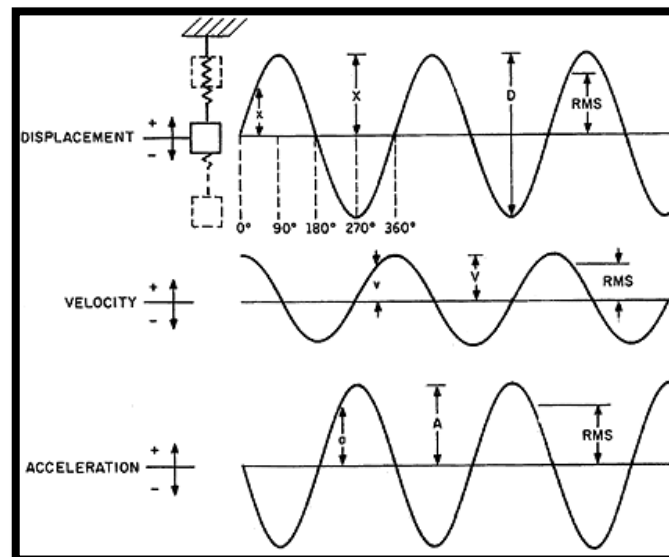 X
D
RMS
x
+
DISPLACEMENT
−
0° 90° 180° 270° 360°
+
VELOCITY
−
v
V
RMS
+
ACCELERATION
−
a
A
RMS